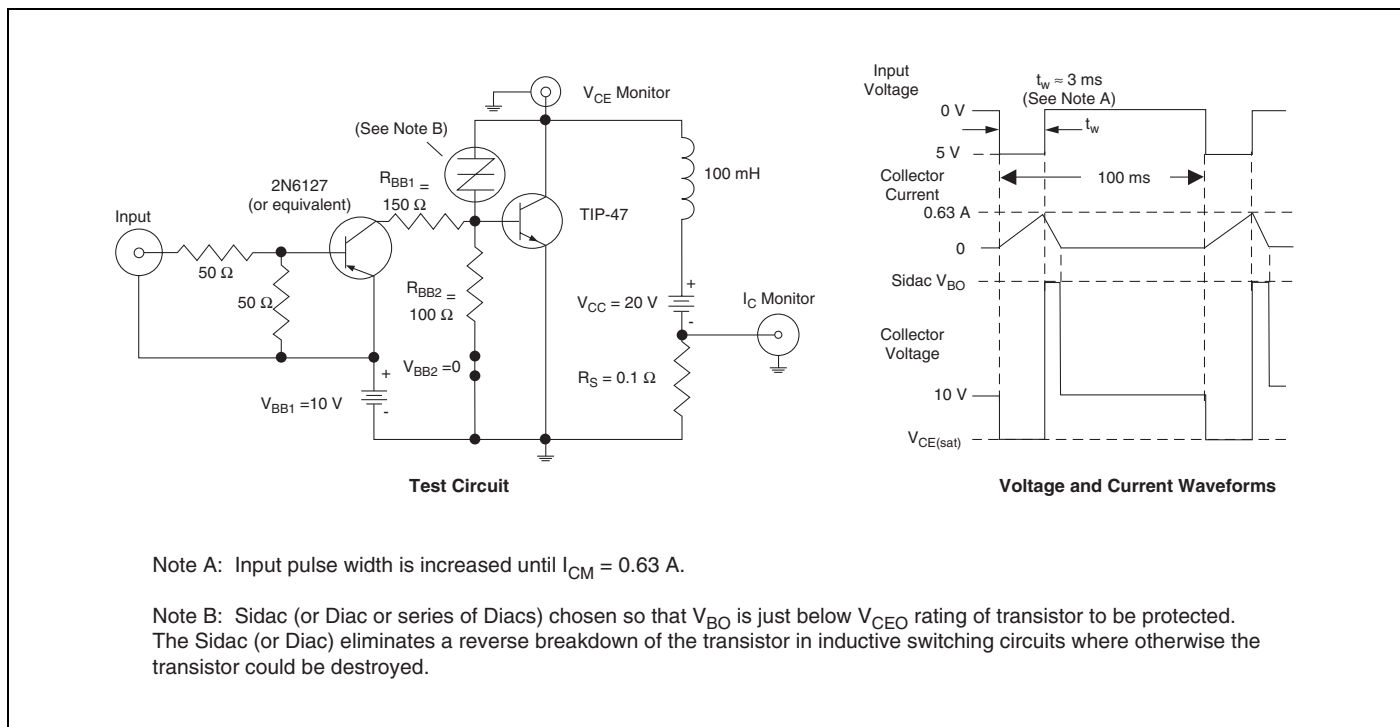 V_CE Monitor
(See Note B)
2N6127
(or equivalent)
R_BB1 =
150 Ω
Input
50 Ω
50 Ω
TIP-47
100 mH
R_BB2 =
100 Ω
V_CC = 20 V
+
-
I_C Monitor
V_BB2 =0
R_S = 0.1 Ω
+
V_BB1 =10 V
-
Test Circuit
Input
Voltage
t_w ≈ 3 ms
(See Note A)
0 V
t_w
5 V
Collector
Current
100 ms
0.63 A
0
Sidac V_BO
Collector
Voltage
10 V
V_CE(sat)
Voltage and Current Waveforms
Note A: Input pulse width is increased until I_CM = 0.63 A.
Note B: Sidac (or Diac or series of Diacs) chosen so that V_BO is just below V_CEO rating of transistor to be protected.
The Sidac (or Diac) eliminates a reverse breakdown of the transistor in inductive switching circuits where otherwise the
transistor could be destroyed.